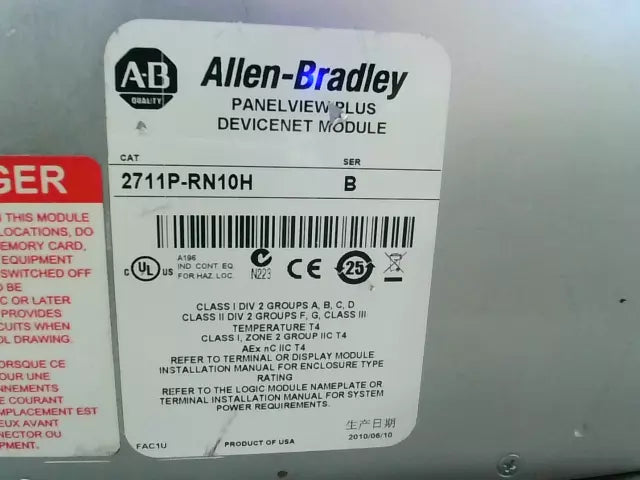 A-B
QUALITY
Allen-Bradley
PANELVIEW PLUS
DEVICENET MODULE
CAT SER
2711P-RN10H B
c UL US
A196
IND CONT EQ
FOR HAZ. LOC.
N223
CE
25
CLASS I DIV 2 GROUPS A, B, C, D
CLASS II DIV 2 GROUPS F, G, CLASS III
TEMPERATURE T4
CLASS I, ZONE 2 GROUP IIC T4
AEx nC IIC T4
REFER TO TERMINAL OR DISPLAY MODULE
INSTALLATION MANUAL FOR ENCLOSURE TYPE
RATING
REFER TO THE LOGIC MODULE NAMEPLATE OR
TERMINAL INSTALLATION MANUAL FOR SYSTEM
POWER REQUIREMENTS.
生产日期
2010/06/10
FAC1U PRODUCT OF USA
GER
THIS MODULE
LOCATIONS, DO
EMORY CARD,
EQUIPMENT
SWITCHED OFF
O BE
C OR LATER
PROVIDES
CUITS WHEN
OL DRAWING.
ORSQUE CE
OUR UNE
NNEMENTS
E COURANT
MPLACEMENT EST
EUX AVANT
NECTOR OU
PMENT.